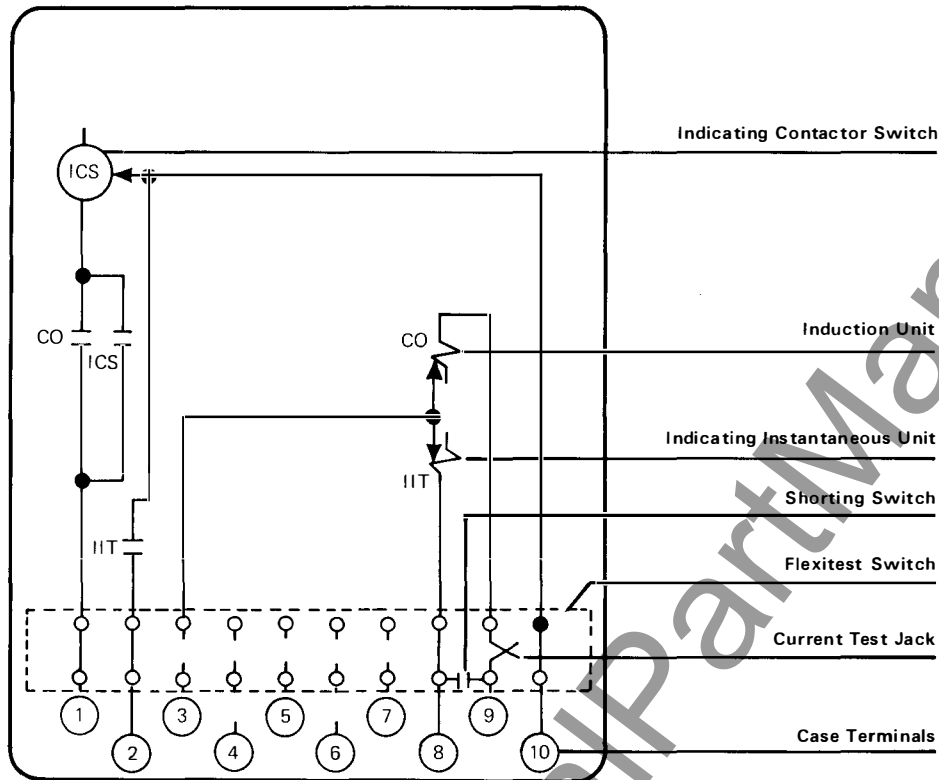 Indicating Contactor Switch
ICS
Induction Unit
CO
CO
ICS
Indicating Instantaneous Unit
IIT
Shorting Switch
IIT
Flexitest Switch
Current Test Jack
1
3
5
7
9
Case Terminals
2
4
6
8
10